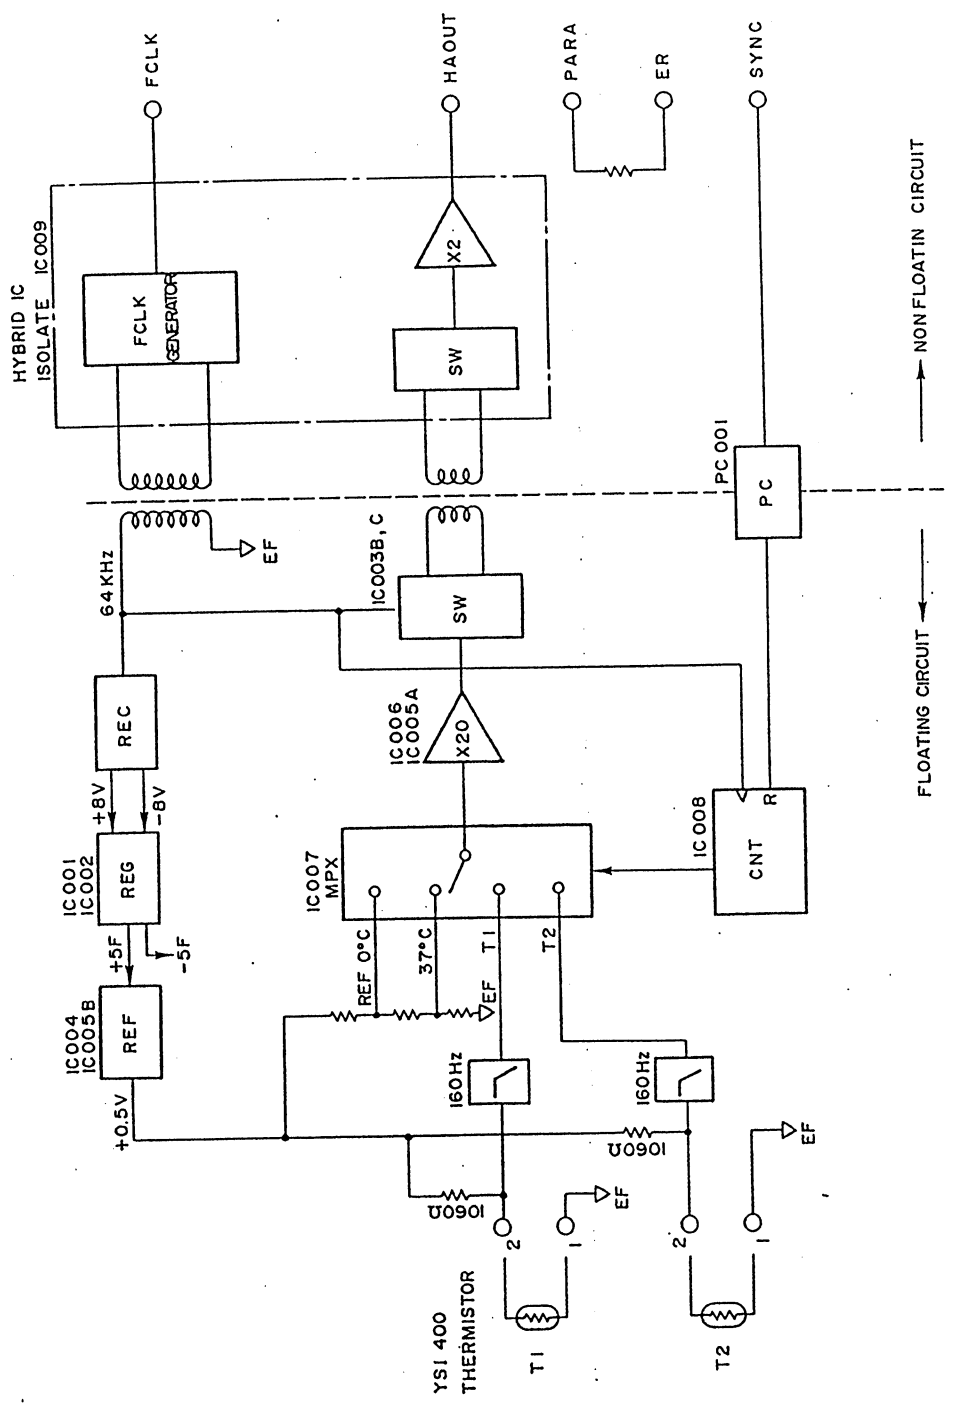 HYBRID IC
ISOLATE IC009
FCLK
GENERATOR
FCLK
SW
X2
HAOUT
PARA
ER
SYNC
PC001
PC
NONFLOATIN CIRCUIT
FLOATING CIRCUIT
64KHz
EF
IC003B, C
SW
REC
+8V
-8V
IC001
IC002
REG
+5F
-5F
IC004
IC005B
REF
+0.5V
IC006
IC005A
X20
IC007
MPX
REF 0°C
37°C
EF
T1
T2
IC008
CNT
R
160Hz
160Hz
1060Ω
1060Ω
2
1
EF
2
1
EF
YSI 400
THERMISTOR
T1
T2